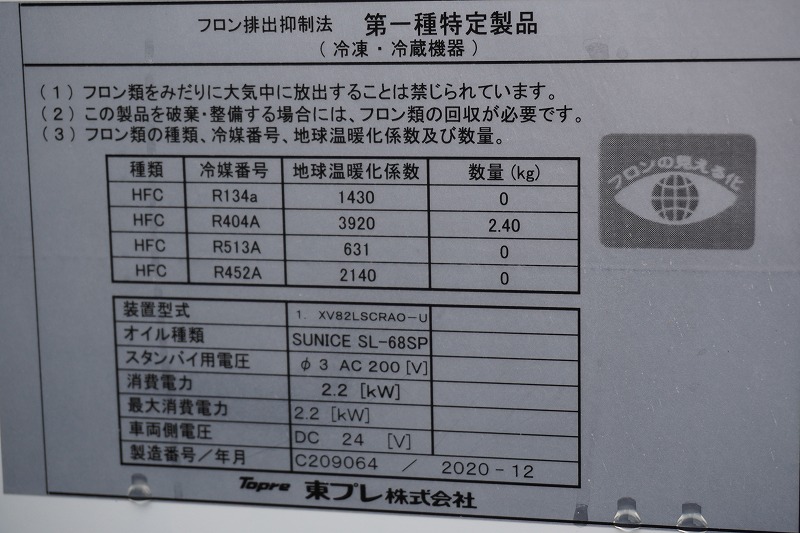 フロン排出抑制法 第一種特定製品
（冷凍・冷蔵機器）
（1）フロン類をみだりに大気中に放出することは禁じられています。
（2）この製品を破棄・整備する場合には、フロン類の回収が必要です。
（3）フロン類の種類、冷媒番号、地球温暖化係数及び数量。
フロンの見える化
種類 冷媒番号 地球温暖化係数 数量(kg)
HFC R134a 1430 0
HFC R404A 3920 2.40
HFC R513A 631 0
HFC R452A 2140 0
装置型式 1. XV82LSCRAO-U
オイル種類 SUNICE SL-68SP
スタンバイ用電圧 φ3 AC200[V]
消費電力 2.2 [kW]
最大消費電力 2.2 [kW]
車両側電圧 DC 24 [V]
製造番号／年月 C209064 ／ 2020-12
Topre 東プレ株式会社